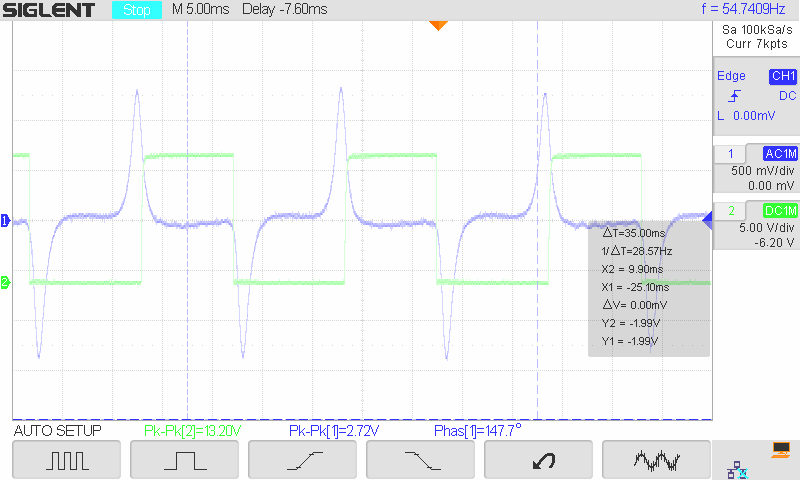 SIGLENT Stop M 5.00ms Delay -7.60ms f = 54.7409Hz
Sa 100kSa/s
Curr 7kpts
Edge CH1
DC
L 0.00mV
1 AC1M
500 mV/div
0.00 mV
2 DC1M
5.00 V/div
-6.20 V
1
2
△T=35.00ms
1/△T=28.57Hz
X2 = 9.90ms
X1 = -25.10ms
△V= 0.00mV
Y2 = -1.99V
Y1 = -1.99V
AUTO SETUP Pk-Pk[2]=13.20V Pk-Pk[1]=2.72V Phas[1]=147.7°